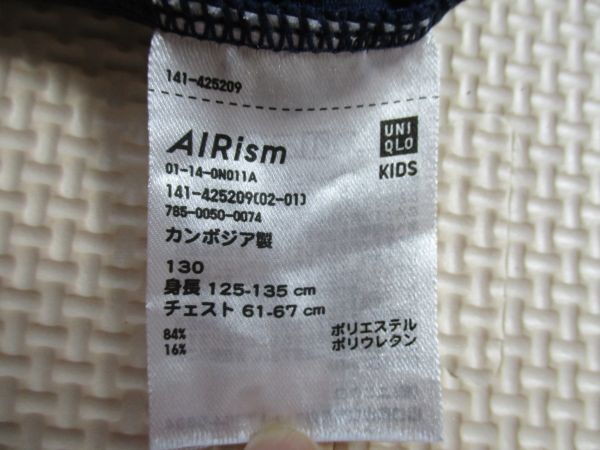 141-425209
AIRism
UNI
QLO
KIDS
01-14-0N011A
141-425209(02-01)
785-0050-0074
カンボジア製
130
身長 125-135 cm
チェスト 61-67 cm
84% ポリエステル
16% ポリウレタン